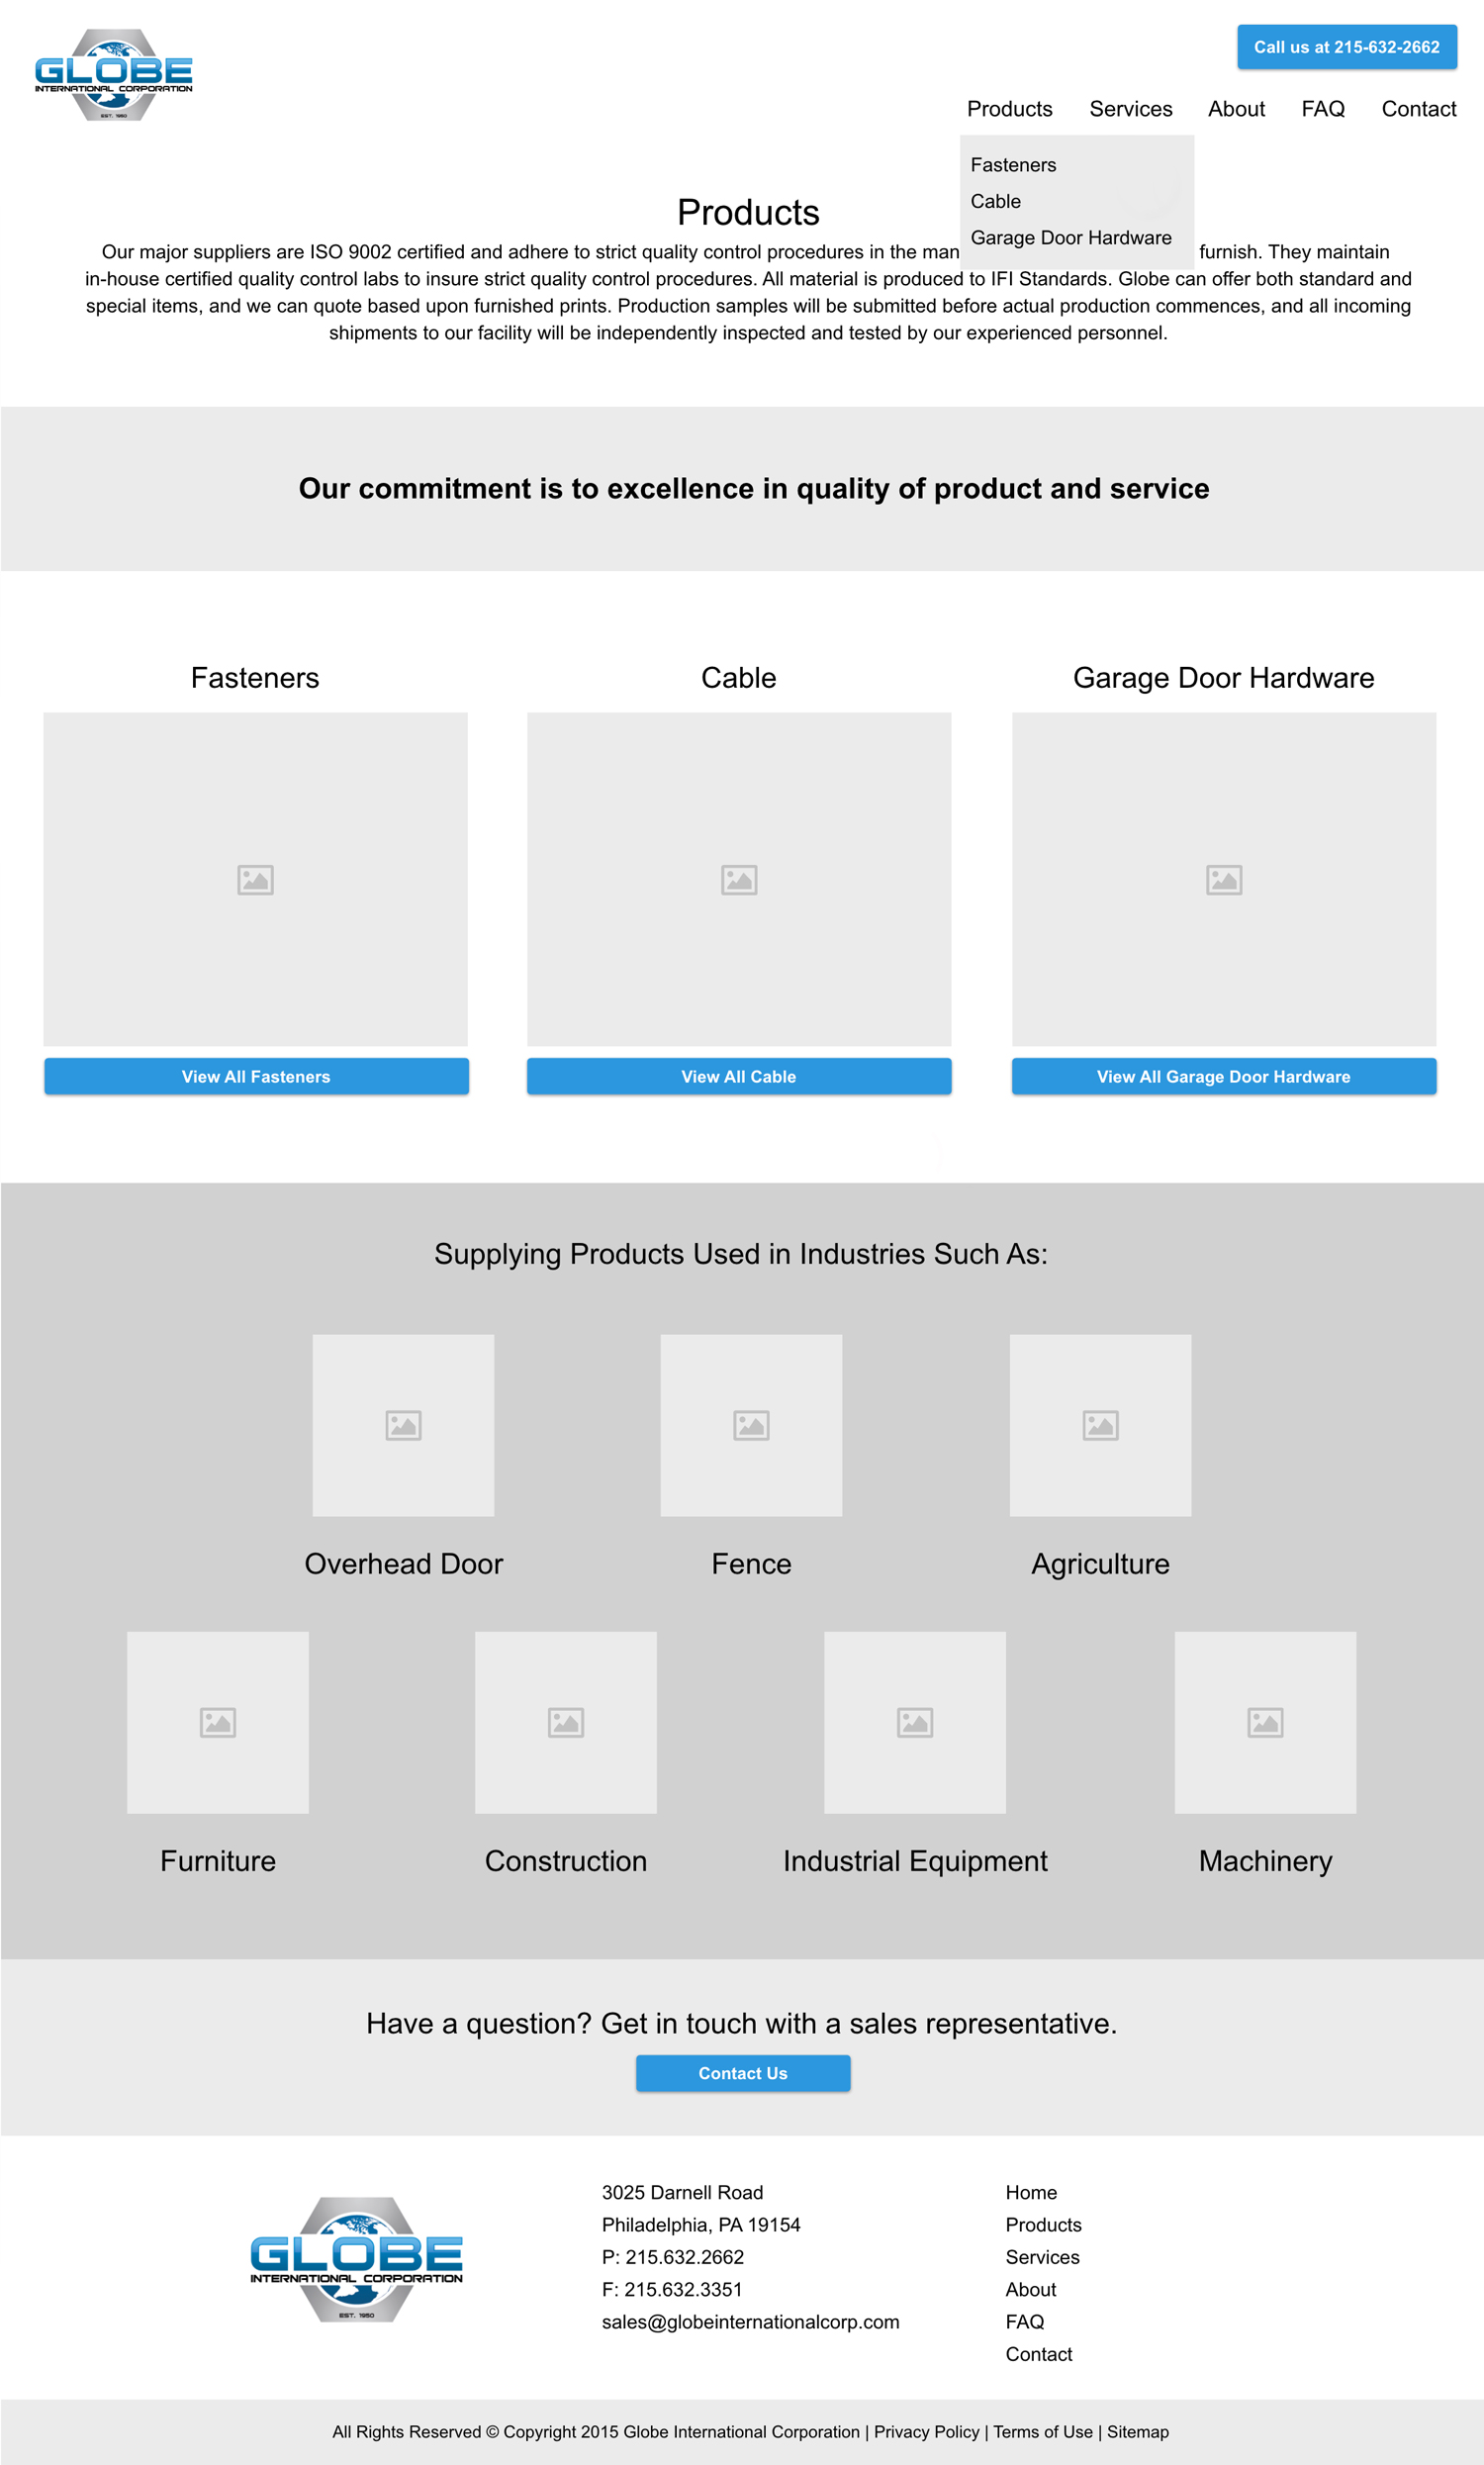 GLOBE
INTERNATIONAL CORPORATION
EST. 1950
Call us at 215-632-2662
Products Services About FAQ Contact
Fasteners
Cable
Garage Door Hardware
Products
Our major suppliers are ISO 9002 certified and adhere to strict quality control procedures in the man furnish. They maintain
in-house certified quality control labs to insure strict quality control procedures. All material is produced to IFI Standards. Globe can offer both standard and
special items, and we can quote based upon furnished prints. Production samples will be submitted before actual production commences, and all incoming
shipments to our facility will be independently inspected and tested by our experienced personnel.
Our commitment is to excellence in quality of product and service
Fasteners Cable Garage Door Hardware
View All Fasteners View All Cable View All Garage Door Hardware
Supplying Products Used in Industries Such As:
Overhead Door Fence Agriculture
Furniture Construction Industrial Equipment Machinery
Have a question? Get in touch with a sales representative.
Contact Us
GLOBE
INTERNATIONAL CORPORATION
EST. 1950
3025 Darnell Road
Philadelphia, PA 19154
P: 215.632.2662
F: 215.632.3351
sales@globeinternationalcorp.com
Home
Products
Services
About
FAQ
Contact
All Rights Reserved © Copyright 2015 Globe International Corporation | Privacy Policy | Terms of Use | Sitemap